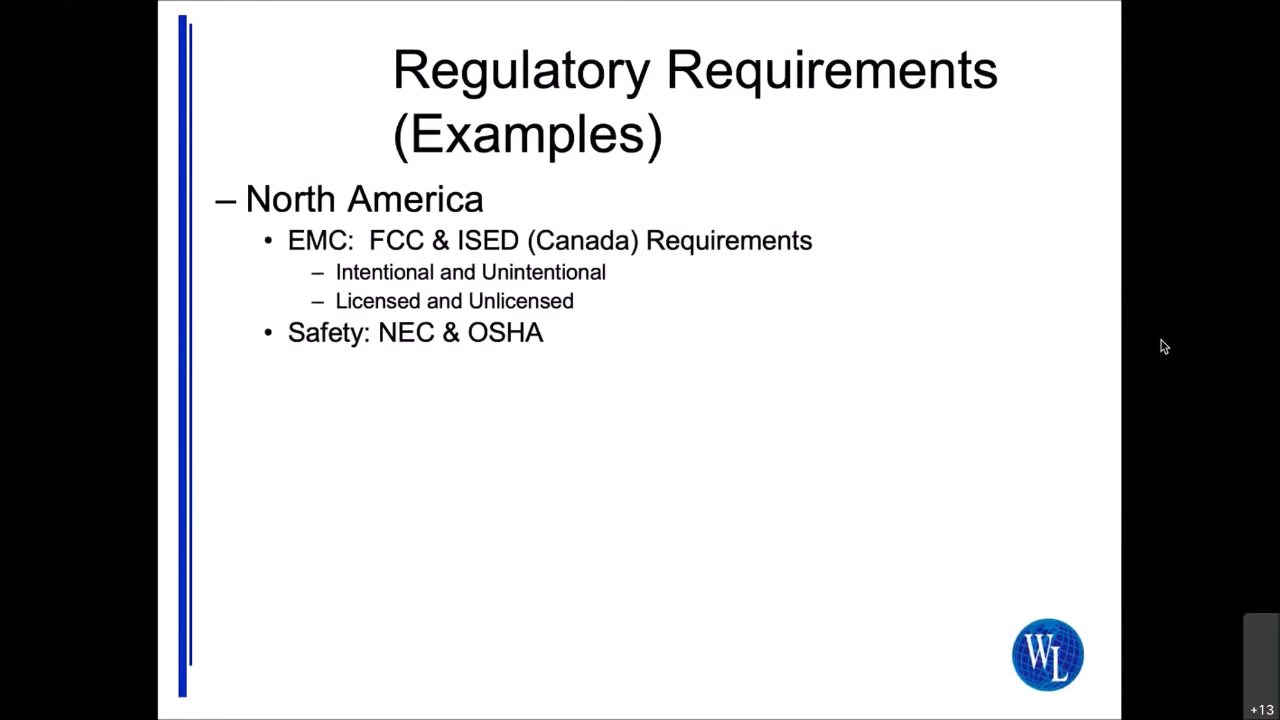 Regulatory Requirements
(Examples)
– North America
• EMC:  FCC & ISED (Canada) Requirements
– Intentional and Unintentional
– Licensed and Unlicensed
• Safety: NEC & OSHA
WL
+13